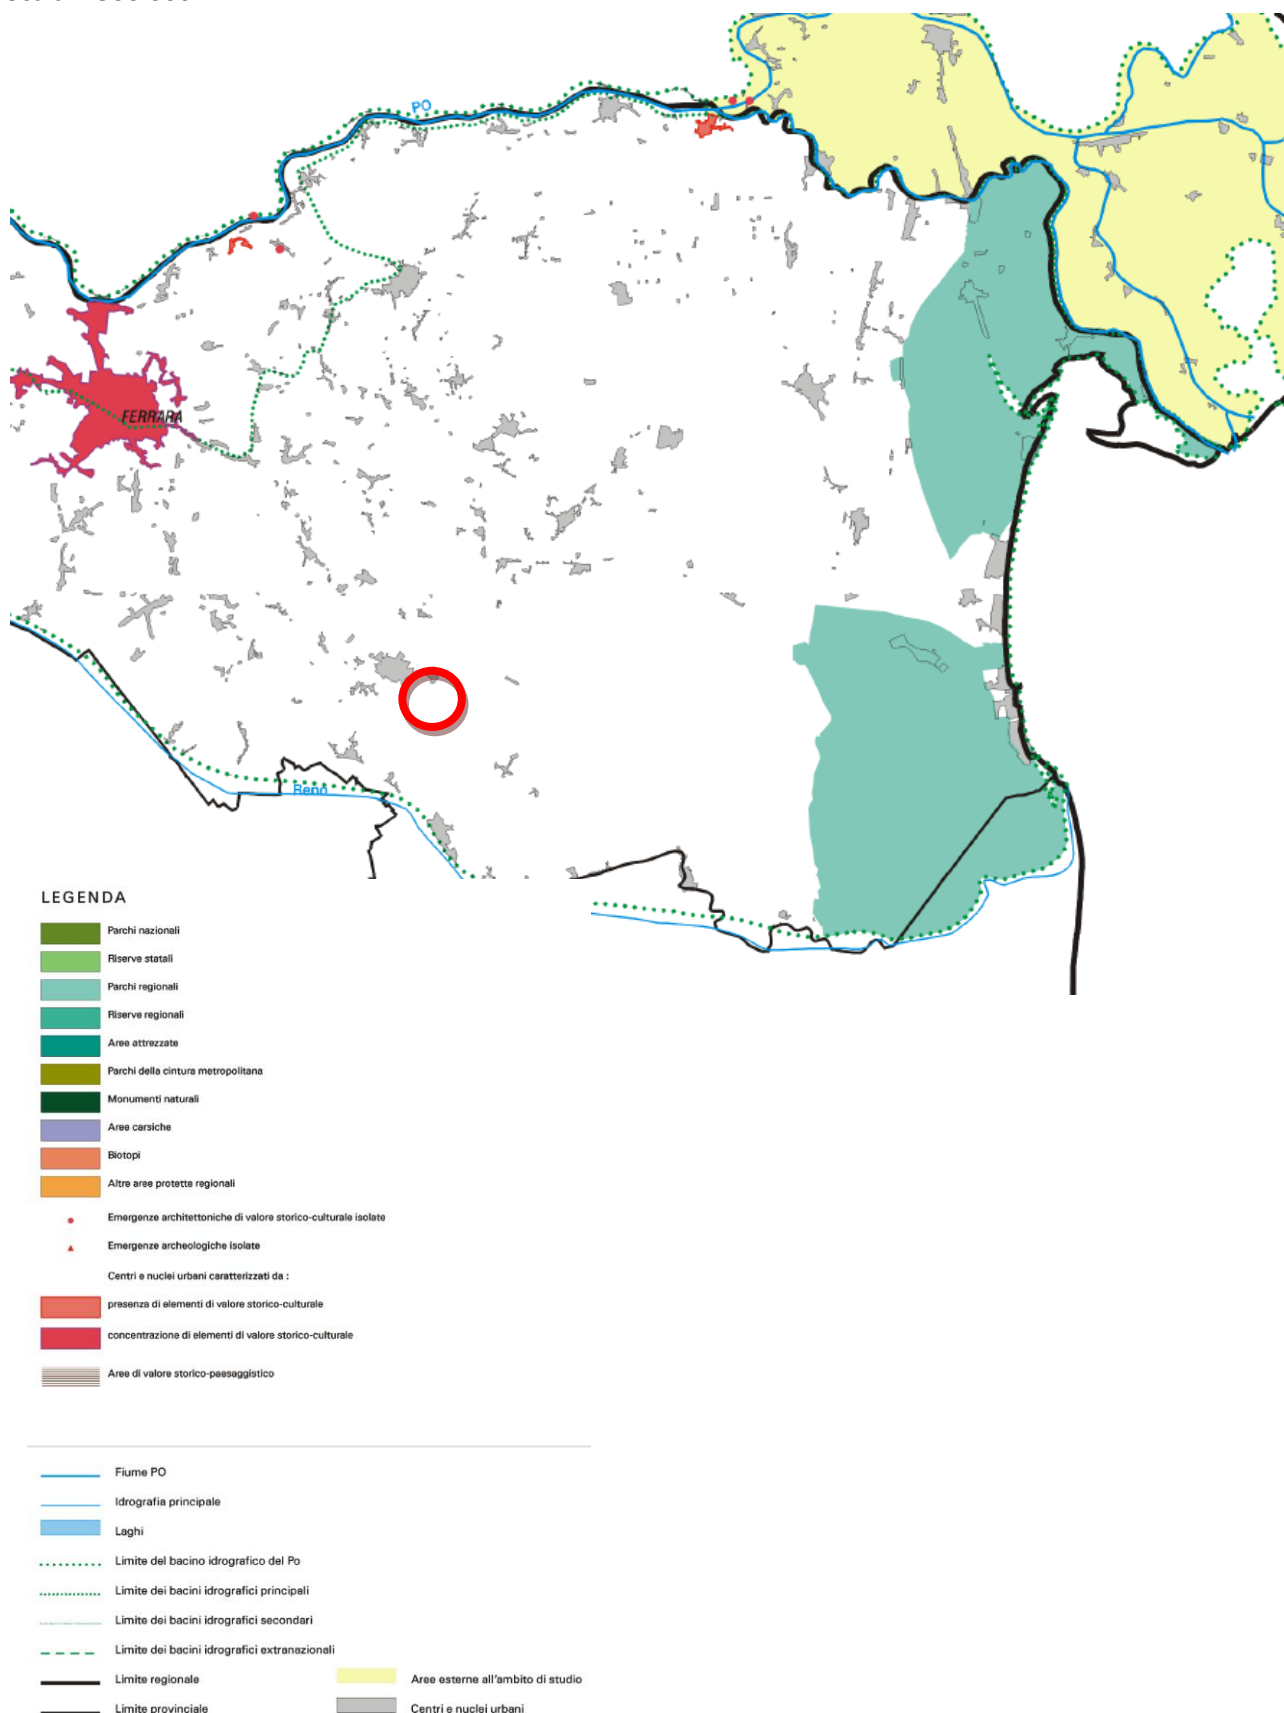 PO
FERRARA
Reno
LEGENDA
Parchi nazionali
Riserve statali
Parchi regionali
Riserve regionali
Aree attrezzate
Parchi della cintura metropolitana
Monumenti naturali
Aree carsiche
Biotopi
Altre aree protette regionali
Emergenze architettoniche di valore storico-culturale isolate
Emergenze archeologiche isolate
Centri e nuclei urbani caratterizzati da :
presenza di elementi di valore storico-culturale
concentrazione di elementi di valore storico-culturale
Aree di valore storico-paesaggistico
Fiume PO
Idrografia principale
Laghi
Limite del bacino idrografico del Po
Limite dei bacini idrografici principali
Limite dei bacini idrografici secondari
Limite dei bacini idrografici extranazionali
Limite regionale
Aree esterne all'ambito di studio
Limite provinciale
Centri e nuclei urbani